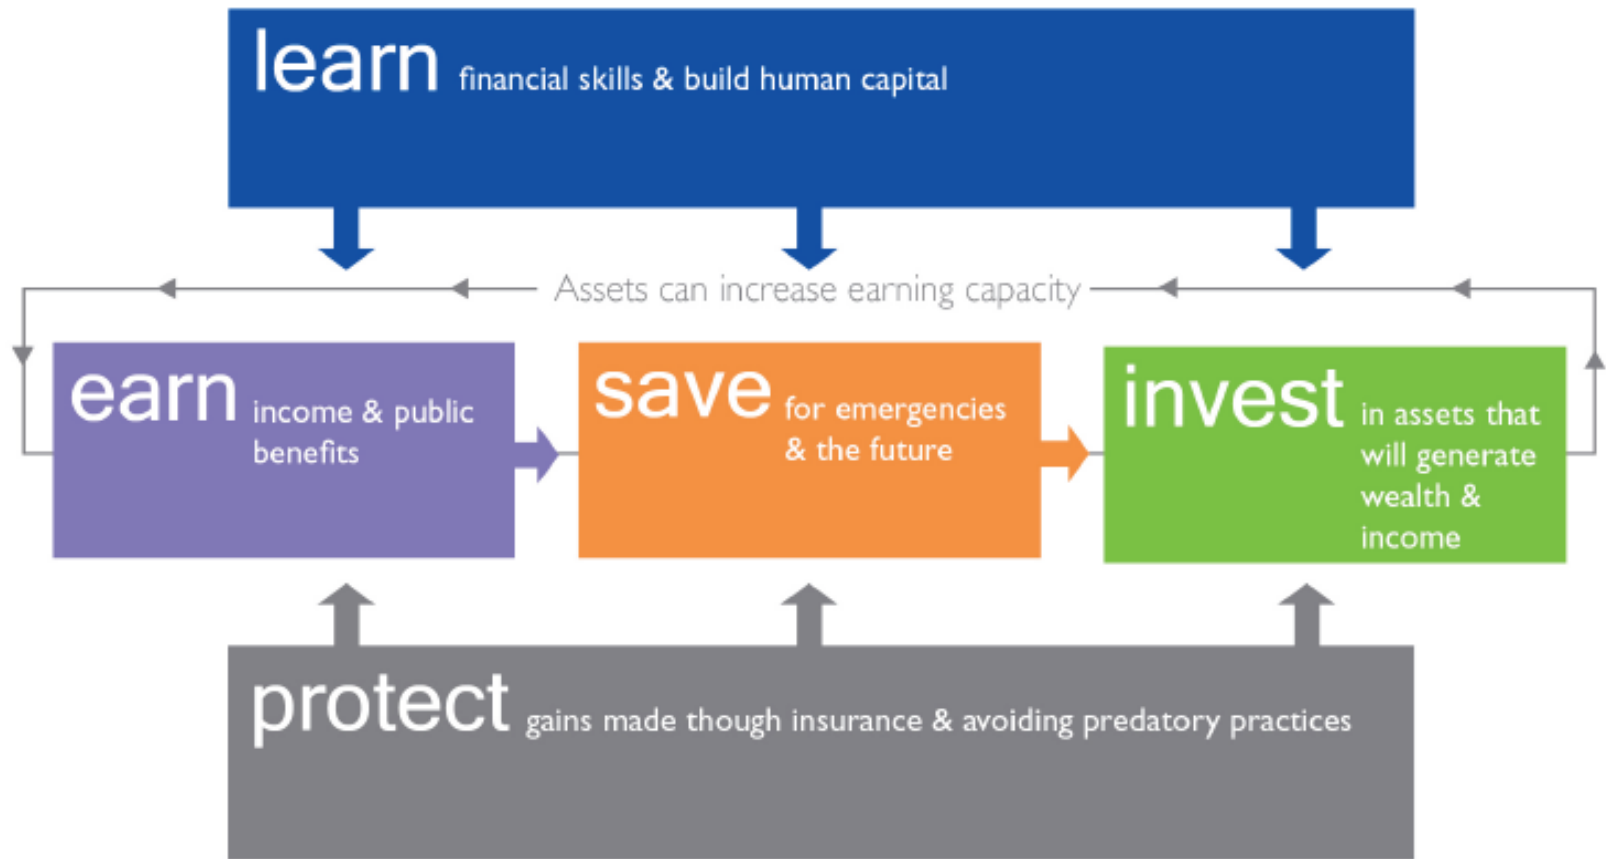 learn financial skills & build human capital
Assets can increase earning capacity
earn income & public
benefits
save for emergencies
& the future
invest in assets that
will generate
wealth &
income
protect gains made though insurance & avoiding predatory practices